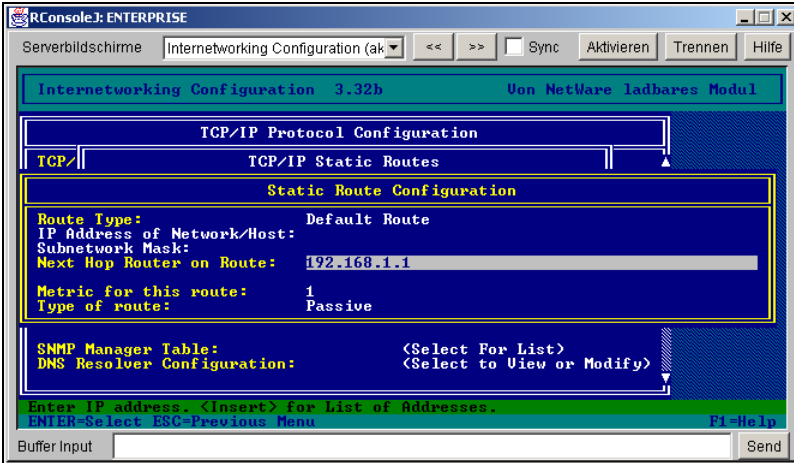 RConsoleJ: ENTERPRISE
Serverbildschirme Internetworking Configuration (ak << >> Sync Aktivieren Trennen Hilfe
Internetworking Configuration 3.32b Von NetWare ladbares Modul
TCP/IP Protocol Configuration
TCP/ TCP/IP Static Routes
Static Route Configuration
Route Type: Default Route
IP Address of Network/Host:
Subnetwork Mask:
Next Hop Router on Route: 192.168.1.1
Metric for this route: 1
Type of route: Passive
SNMP Manager Table: (Select For List)
DNS Resolver Configuration: (Select to View or Modify)
Enter IP address. <Insert> for List of Addresses.
ENTER=Select ESC=Previous Menu F1=Help
Buffer Input Send